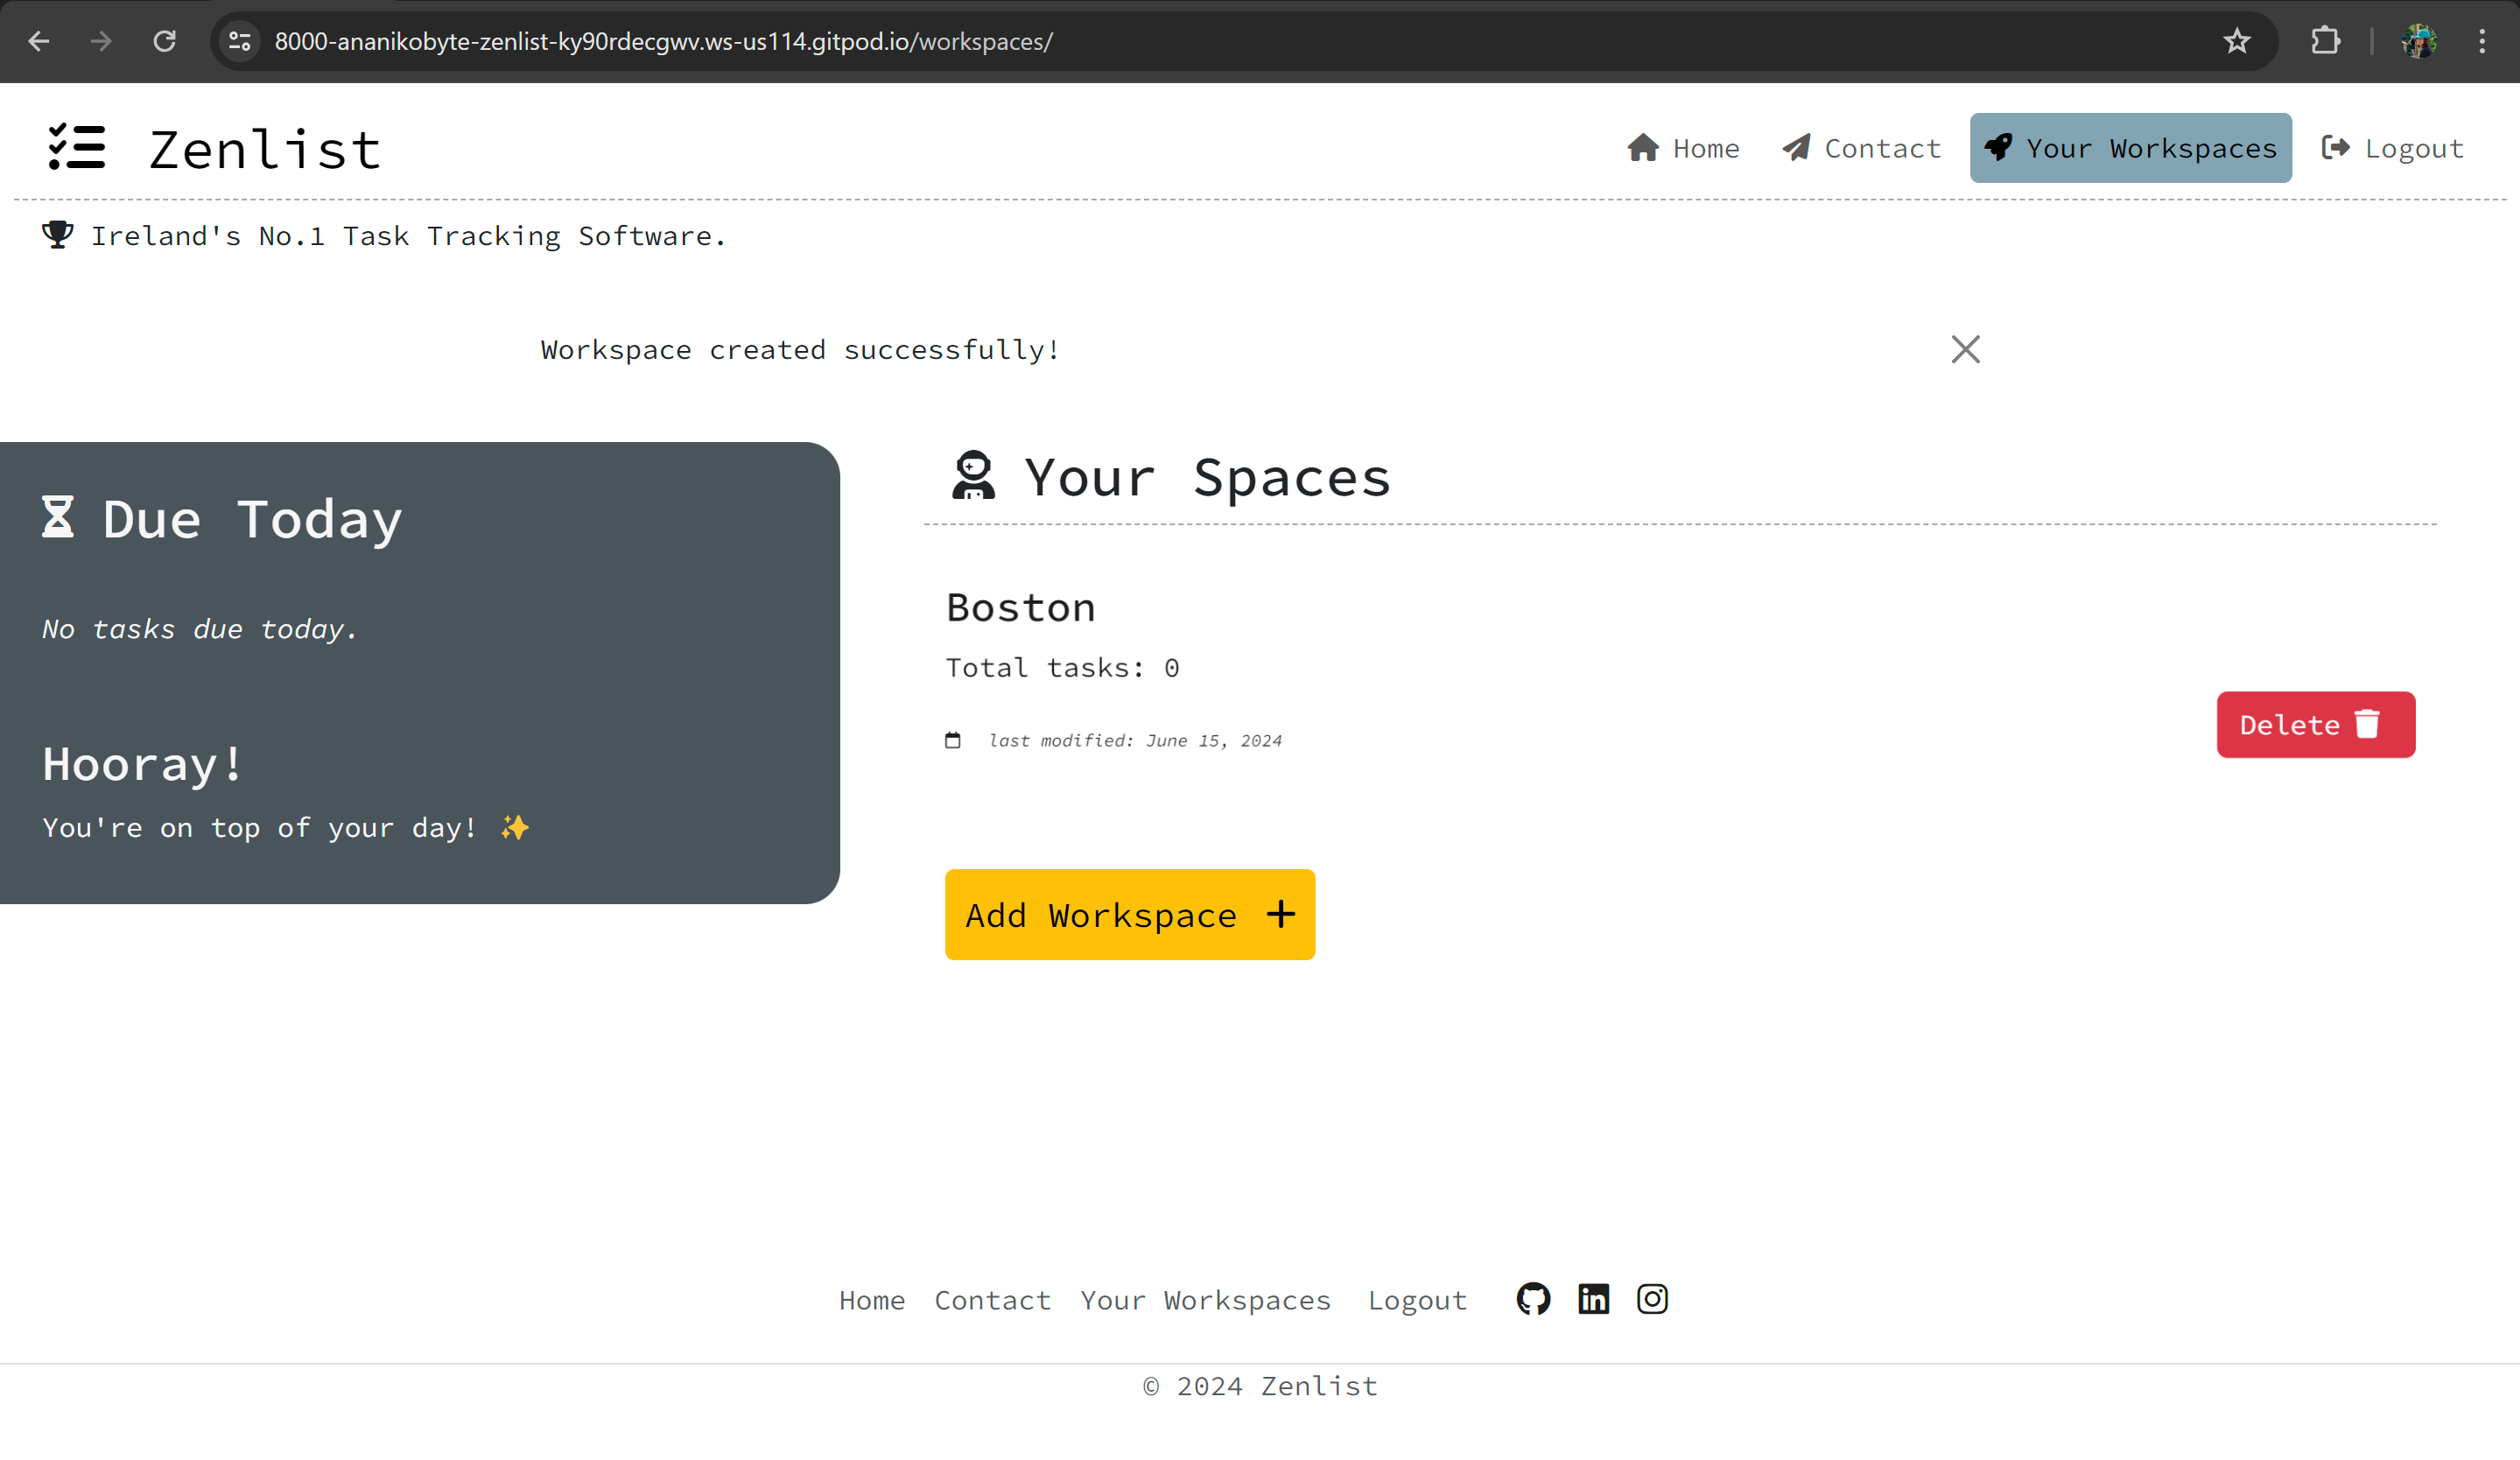 8000-ananikobyte-zenlist-ky90rdecgwv.ws-us114.gitpod.io/workspaces/
Zenlist
Home Contact Your Workspaces Logout
Ireland's No.1 Task Tracking Software.
Workspace created successfully!
Due Today
No tasks due today.
Hooray!
You're on top of your day! ✨
Your Spaces
Boston
Total tasks: 0
last modified: June 15, 2024
Delete
Add Workspace +
Home Contact Your Workspaces Logout
© 2024 Zenlist